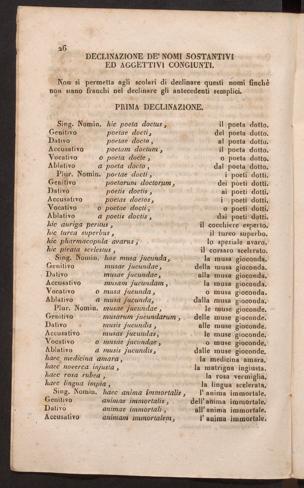 26
DECLINAZIONE DE' NOMI SOSTANTIVI
ED AGGETTIVI CONGIUNTI.
Non si permetta agli scolari di declinare questi nomi finchè
non siano franchi nel declinare gli antecedenti semplici.
PRIMA DECLINAZIONE.
Sing. Nomin. hic poeta doctus, il poeta dotto.
Genitivo poetae docti, del poeta dotto.
Dativo poetae docto, al poeta dotto.
Accusativo poetam doctum, il poeta dotto.
Vocativo o poeta docte, o poeta dotto.
Ablativo a poeta docto, dal poeta dotto.
Plur. Nomin. poetae docti, i poeti dotti.
Genitivo poetarum doctorum, dei poeti dotti.
Dativo poetis doctis, ai poeti dotti.
Accusativo poetas doctos, i poeti dotti.
Vocativo o poetae docti, o poeti dotti.
Ablativo a poetis doctis, dai poeti dotti.
hic auriga peritus, il cocchiere esperto.
hic turca superbus, il turco superbo.
hic pharmacopola avarus, lo speziale avaro.
hic pirata scelestus, il corsaro scelerato.
Sing. Nomin. haec musa jucunda, la musa gioconda.
Genitivo musae jucundae, della musa gioconda.
Dativo musae jucundae, alla musa gioconda.
Accusativo musam jucundam, la musa gioconda.
Vocativo o musa jucunda, o musa gioconda.
Ablativo a musa jucunda, dalla musa gioconda.
Plur. Nomin. musae jucundae, le muse gioconde.
Genitivo musarum jucundarum, delle muse gioconde.
Dativo musis jucundis, alle muse gioconde.
Accusativo musas jucundas, le muse gioconde.
Vocativo o musae jucundae, o muse gioconde.
Ablativo a musis jucundis, dalle muse gioconde.
haec medicina amara, la medicina amara.
haec noverca injusta, la matrigna ingiusta.
haec rosa rubea, la rosa vermiglia.
haec lingua impia, la lingua scelerata.
Sing. Nomin. haec anima immortalis, l'anima immortale.
Genitivo animae immortalis, dell'anima immortale.
Dativo animae immortali, all'anima immortale.
Accusativo animam immortalem, l'anima immortale.